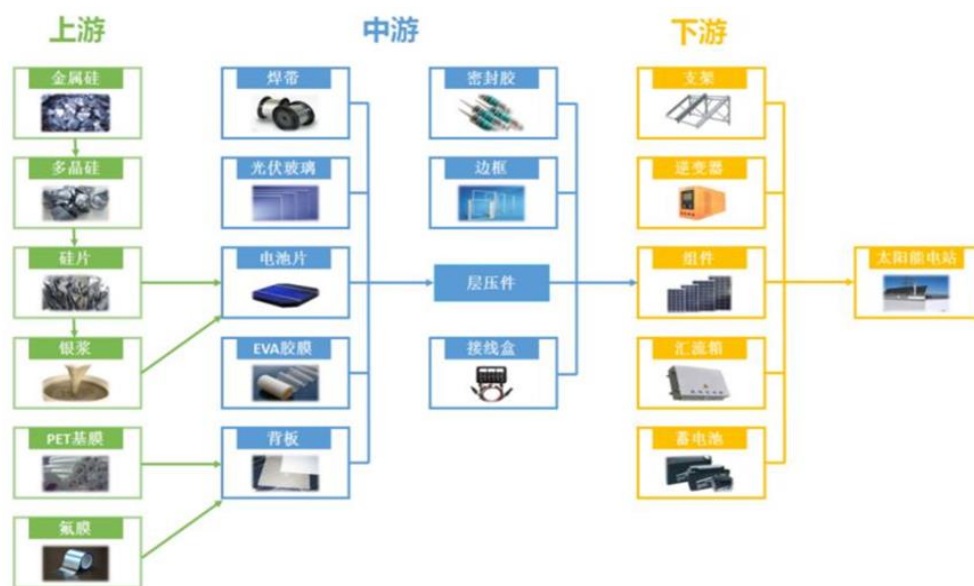 上游
中游
下游
金属硅
焊带
密封胶
支架
多晶硅
光伏玻璃
边框
逆变器
硅片
电池片
层压件
组件
太阳能电站
银浆
EVA胶膜
接线盒
汇流箱
PET基膜
背板
蓄电池
氟膜